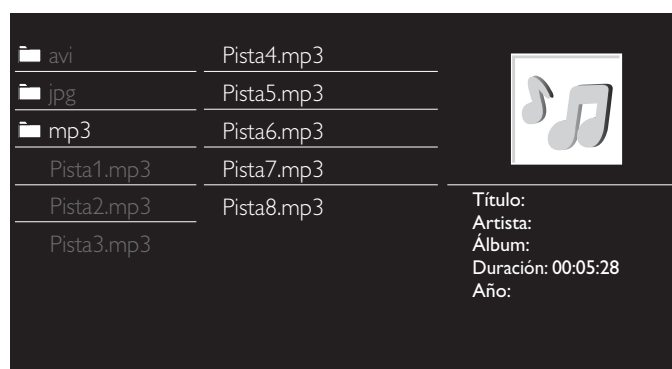 avi
jpg
mp3
Pista1.mp3
Pista2.mp3
Pista3.mp3
Pista4.mp3
Pista5.mp3
Pista6.mp3
Pista7.mp3
Pista8.mp3
Título:
Artista:
Álbum:
Duración: 00:05:28
Año: